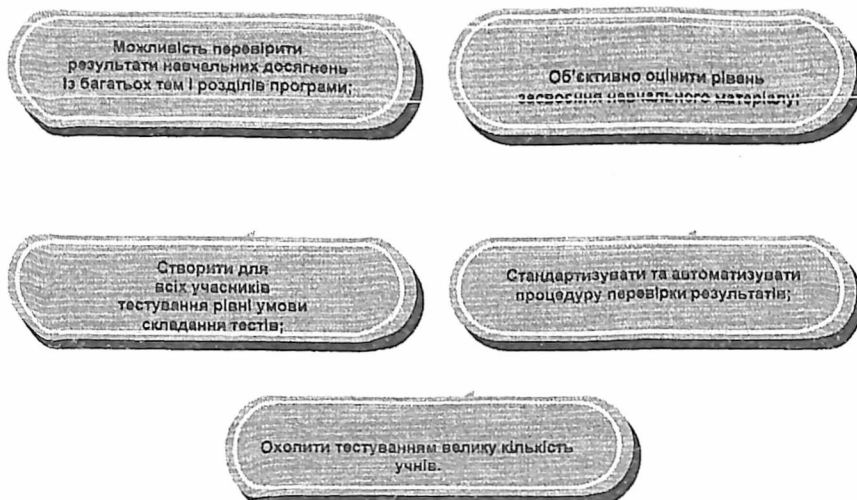 Можливість перевірити
результати навчальних досягнень
із багатьох тем і розділів програми;
Об'єктивно оцінити рівень
засвоєння навчального матеріалу;
Створити для
всіх учасників
тестування рівні умови
складання тестів;
Стандартизувати та автоматизувати
процедуру перевірки результатів;
Охопити тестуванням велику кількість
учнів.